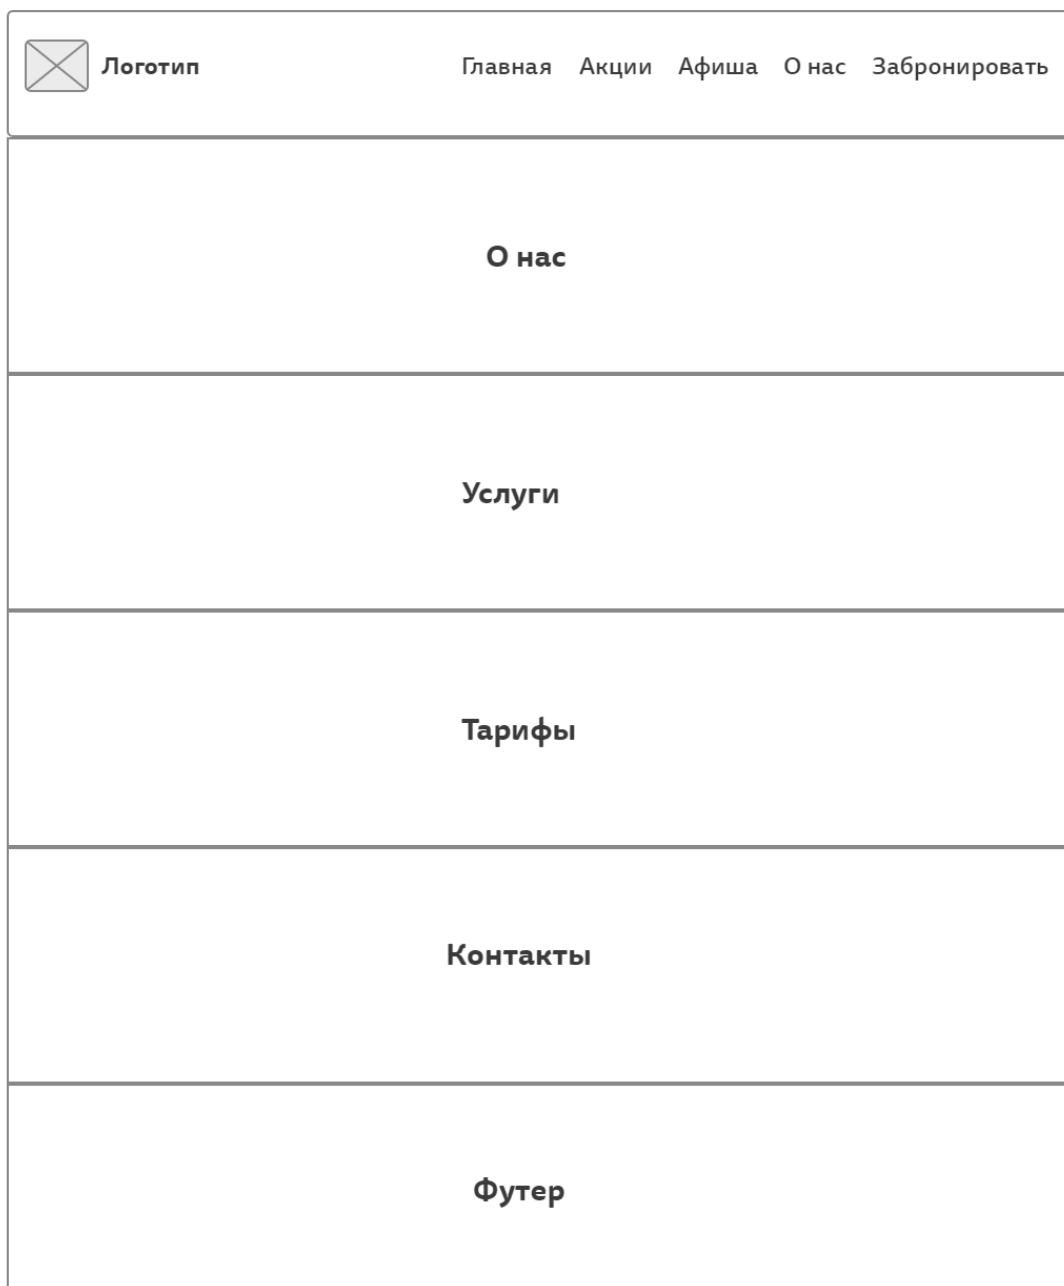 Логотип Главная Акции Афиша О нас Забронировать
О нас
Услуги
Тарифы
Контакты
Футер